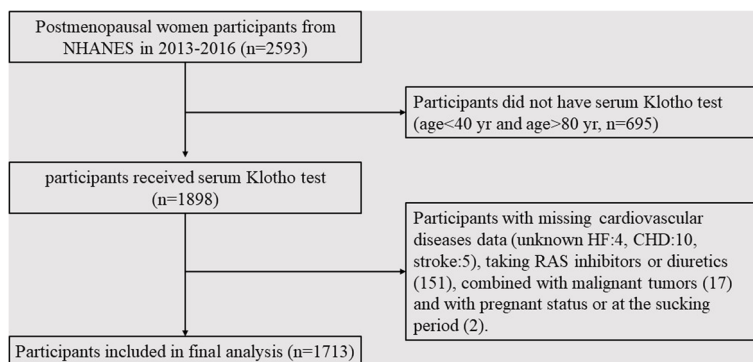 Postmenopausal women participants from
NHANES in 2013-2016 (n=2593)
Participants did not have serum Klotho test
(age<40 yr and age>80 yr, n=695)
participants received serum Klotho test
(n=1898)
Participants with missing cardiovascular
diseases data (unknown HF:4, CHD:10,
stroke:5), taking RAS inhibitors or diuretics
(151), combined with malignant tumors (17)
and with pregnant status or at the sucking
period (2).
Participants included in final analysis (n=1713)